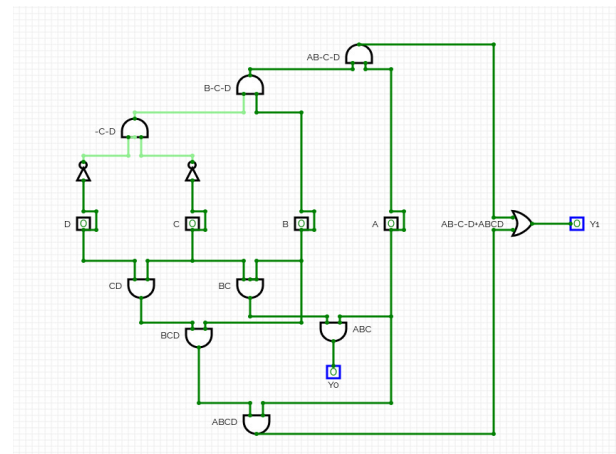 AB-C-D
B-C-D
-C-D
D 0
C 0
B 0
A 0
AB-C-D+ABCD
0 Y1
CD
BC
BCD
ABC
0
Y0
ABCD